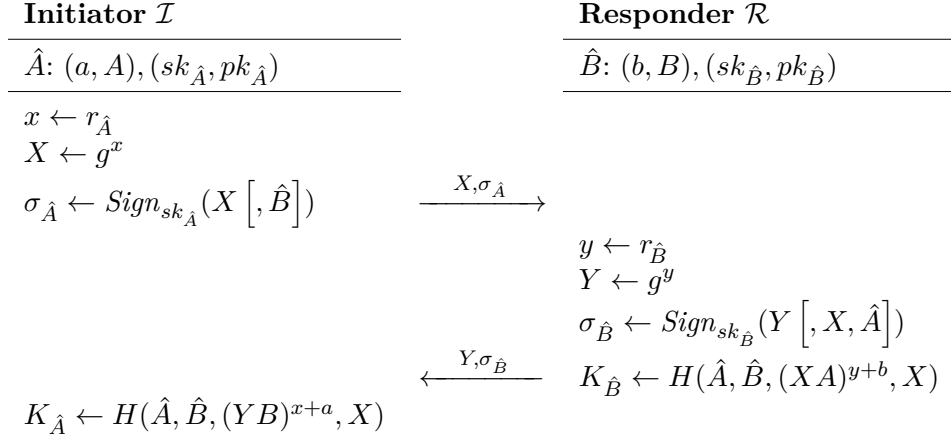 Initiator 𝓘 Responder 𝓡
Â: (a, A), (sk_Â, pk_Â) B̂: (b, B), (sk_B̂, pk_B̂)
x ← r_Â
X ← g^x
σ_Â ← Sign_{sk_Â}(X [, B̂]) X, σ_Â
y ← r_B̂
Y ← g^y
σ_B̂ ← Sign_{sk_B̂}(Y [, X, Â])
Y, σ_B̂ K_B̂ ← H(Â, B̂, (XA)^{y+b}, X)
K_Â ← H(Â, B̂, (YB)^{x+a}, X)